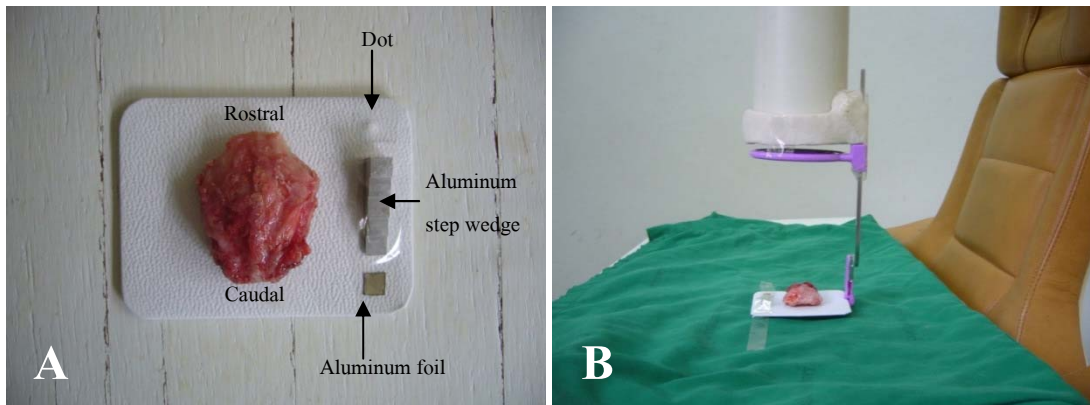 Dot
Rostral
Aluminum
step wedge
Caudal
Aluminum foil
A
B